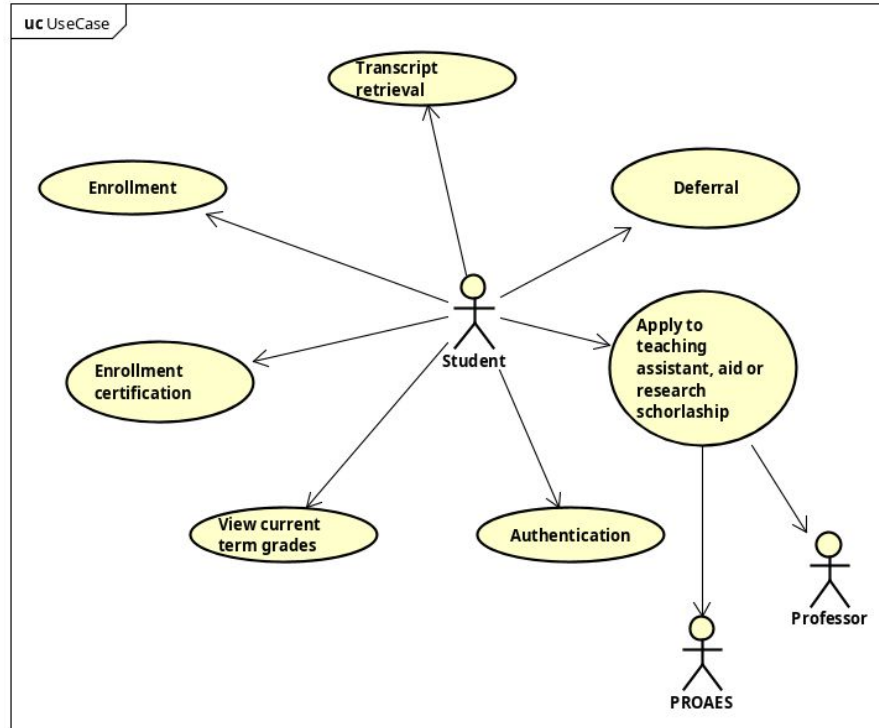 uc UseCase
Transcript
retrieval
Enrollment
Deferral
Apply to
teaching
assistant, aid or
research
schorlaship
Student
Enrollment
certification
View current
term grades
Authentication
Professor
PROAES